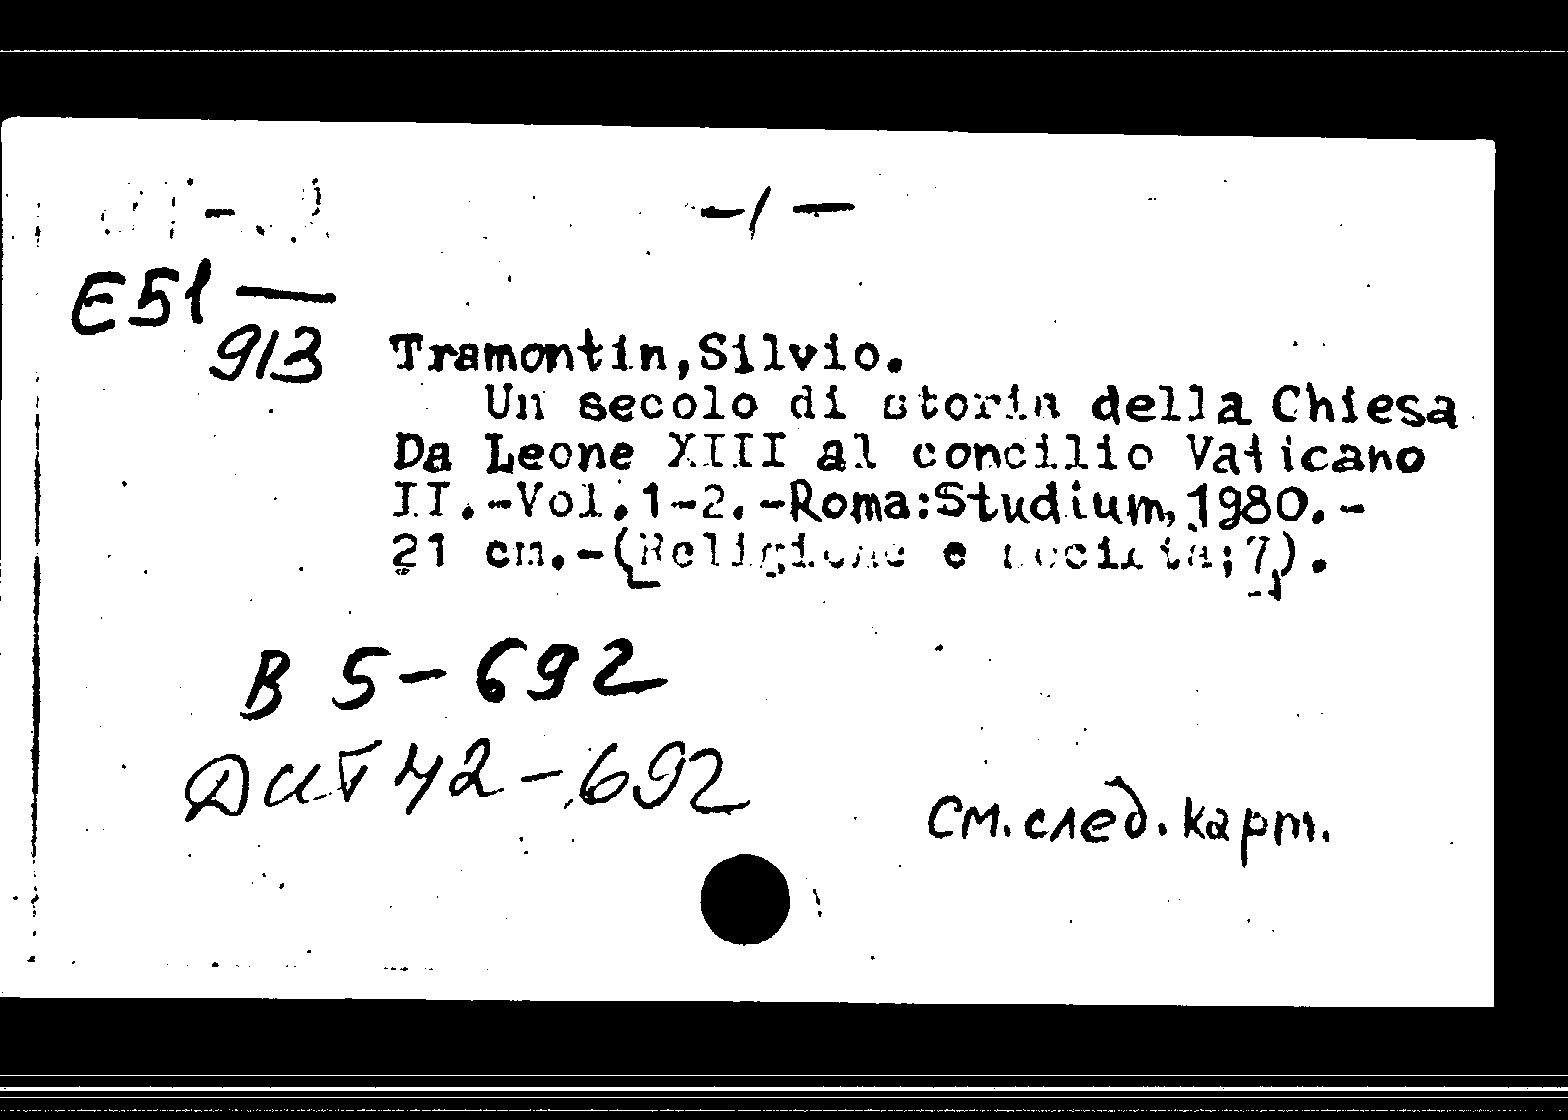 -1-
E51-
913
Tramontin,Silvio.
Un secolo di storia della Chiesa
Da Leone XIII al concilio Vaticano
II.-Vol.1-2.-Roma:Studium,1980.-
21 cm.-(Religione e società;7).
В 5-692
42-692
См.след.карт.